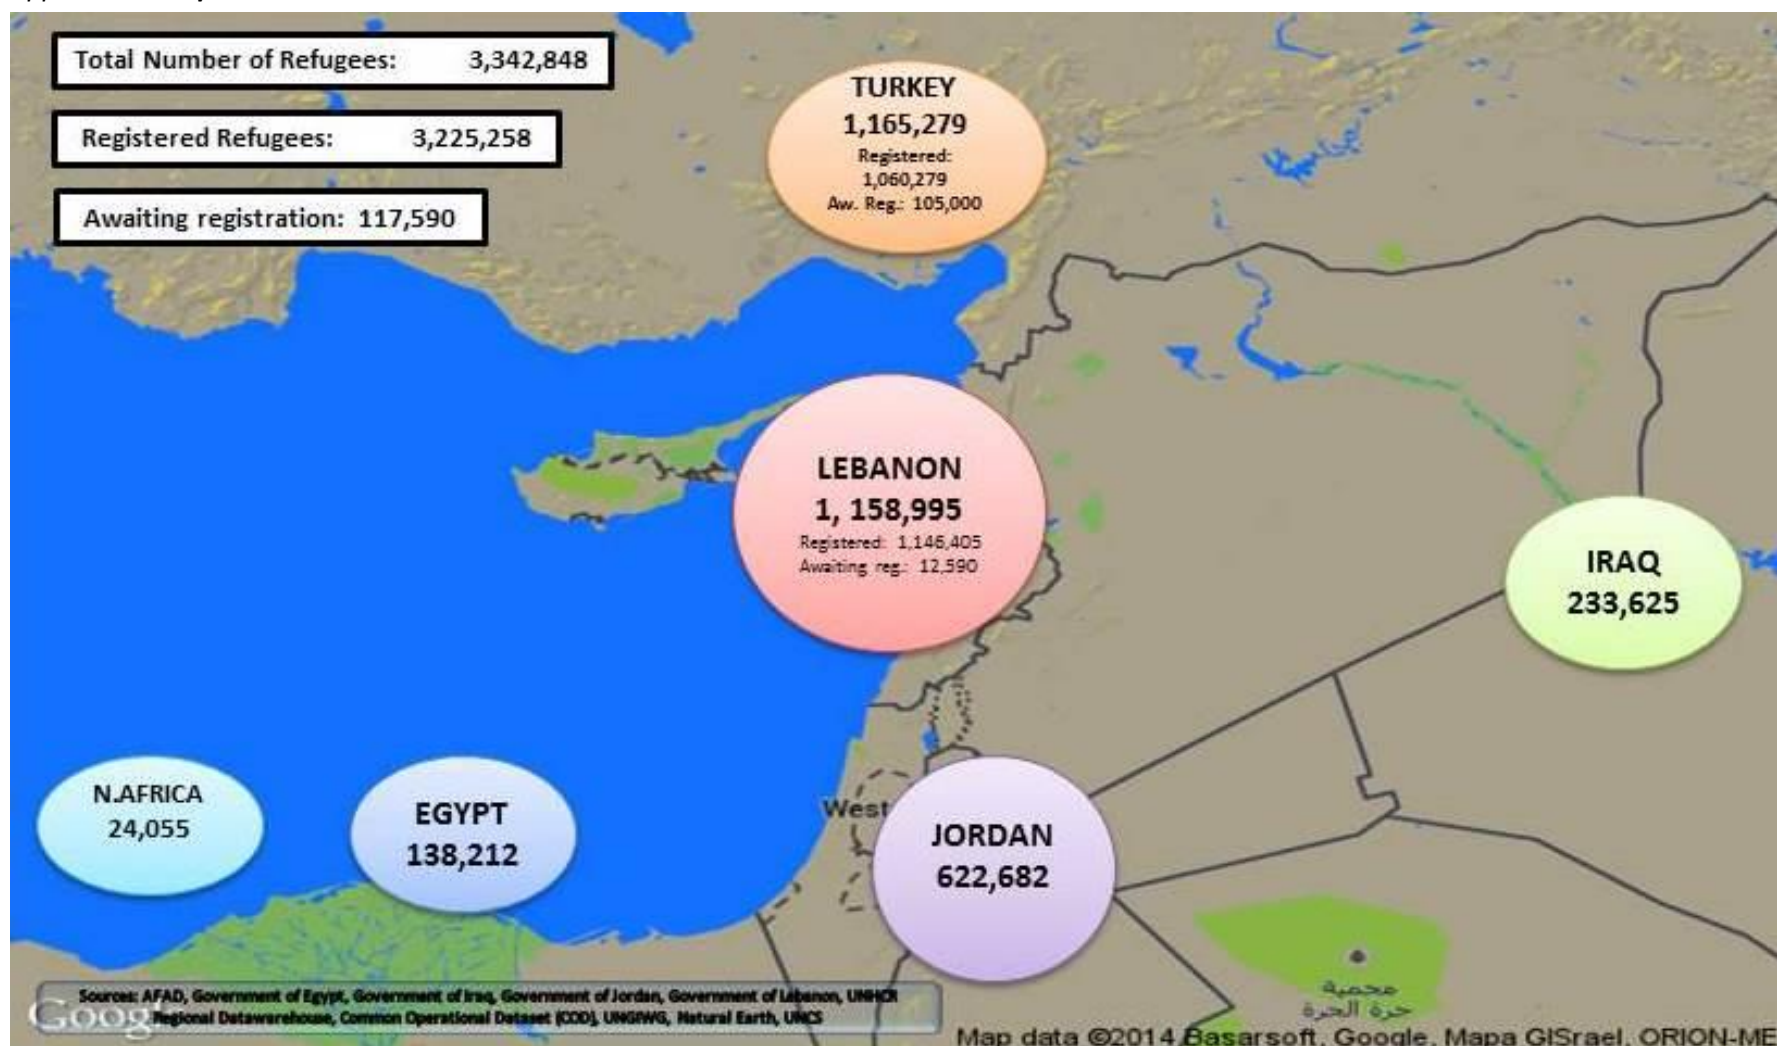 Total Number of Refugees: 3,342,848
Registered Refugees: 3,225,258
Awaiting registration: 117,590
TURKEY
1,165,279
Registered:
1,060,279
Aw. Reg.: 105,000
LEBANON
1, 158,995
Registered: 1,146,405
Awaiting reg.: 12,590
IRAQ
233,625
N.AFRICA
24,055
EGYPT
138,212
West
JORDAN
622,682
محمية
حرة الحرة
Sources: AFAD, Government of Egypt, Government of Iraq, Government of Jordan, Government of Lebanon, UNHCR
Regional Datawarehouse, Common Operational Dataset (COD), UNGIWG, Natural Earth, UNCS
Goog
Map data ©2014 Basarsoft, Google, Mapa GISrael, ORION-ME